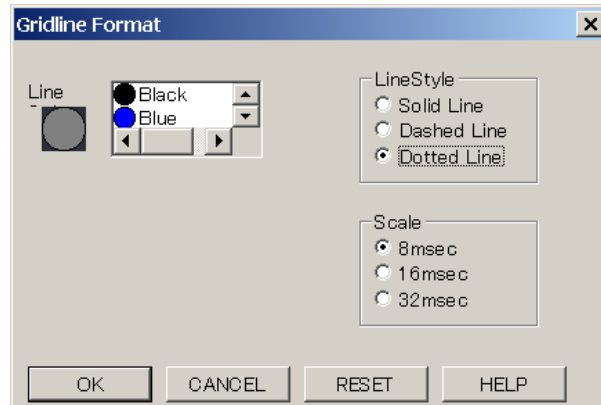 Gridline Format
Line
Black
Blue
LineStyle
Solid Line
Dashed Line
Dotted Line
Scale
8msec
16msec
32msec
OK
CANCEL
RESET
HELP